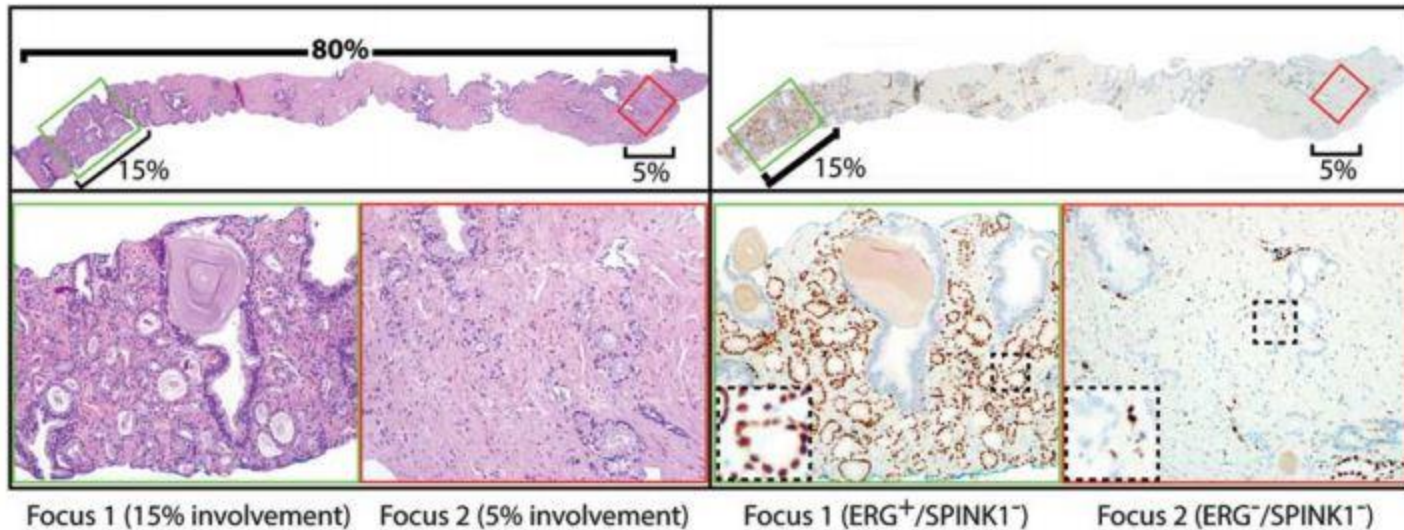 80%
15%
5%
15%
5%
Focus 1 (15% involvement)
Focus 2 (5% involvement)
Focus 1 (ERG⁺/SPINK1⁻)
Focus 2 (ERG⁻/SPINK1⁻)